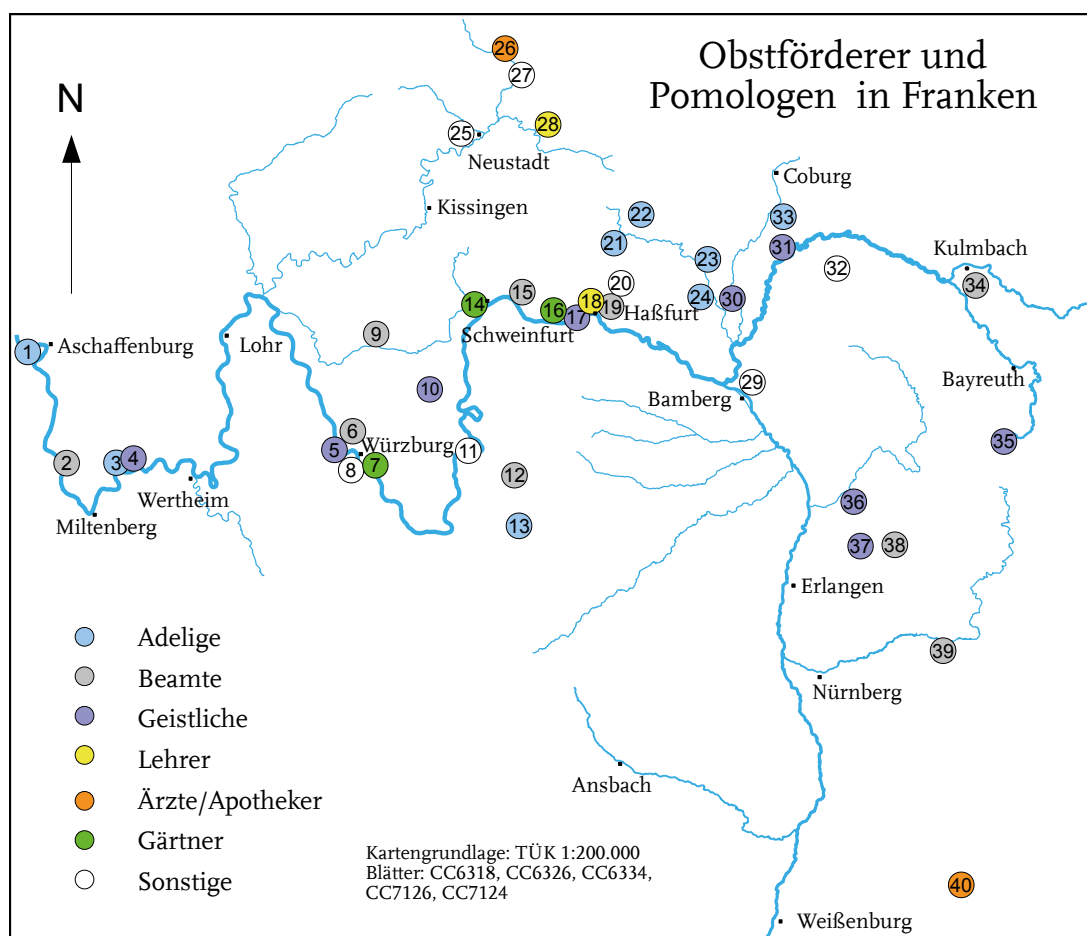 Obstförderer und
Pomologen in Franken
N
26
27
28
25
Neustadt
Coburg
Kissingen
22
33
21
31
23
32
Kulmbach
20
15
24
30
34
14
16
18
19
17
Haßfurt
Schweinfurt
9
1
Aschaffenburg
Lohr
10
29
Bamberg
Bayreuth
6
5
Würzburg
8
7
11
35
2
3
4
12
Wertheim
36
Miltenberg
13
37
38
Erlangen
39
Nürnberg
Adelige
Beamte
Geistliche
Lehrer
Ansbach
Ärzte/Apotheker
Gärtner
Sonstige
Kartengrundlage: TÜK 1:200.000
Blätter: CC6318, CC6326, CC6334,
CC7126, CC7124
40
Weißenburg